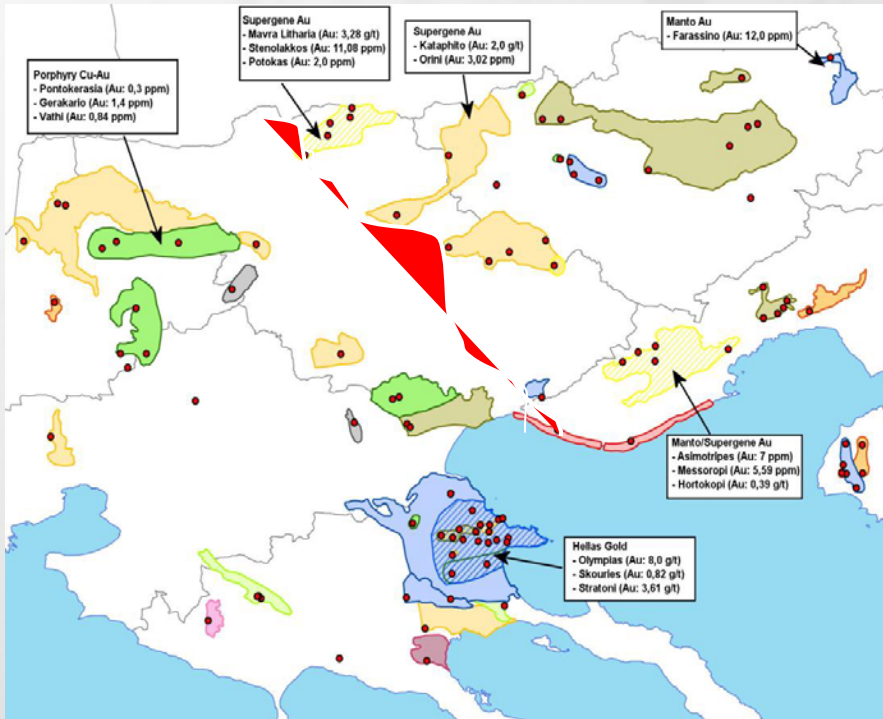 Supergene Au
- Mavra Litharia (Au: 3,28 g/t)
- Stenolakkos (Au: 11,08 ppm)
- Potokas (Au: 2,0 ppm)
Supergene Au
- Kataphito (Au: 2,0 g/t)
- Orini (Au: 3,02 ppm)
Manto Au
- Farassino (Au: 12,0 ppm)
Porphyry Cu-Au
- Pontokerasia (Au: 0,3 ppm)
- Gerakario (Au: 1,4 ppm)
- Vathi (Au: 0,84 ppm)
Manto/Supergene Au
- Asimotripes (Au: 7 ppm)
- Messoropi (Au: 5,59 ppm)
- Hortokopi (Au: 0,39 g/t)
Hellas Gold
- Olympias (Au: 8,0 g/t)
- Skouries (Au: 0,82 g/t)
- Stratoni (Au: 3,61 g/t)